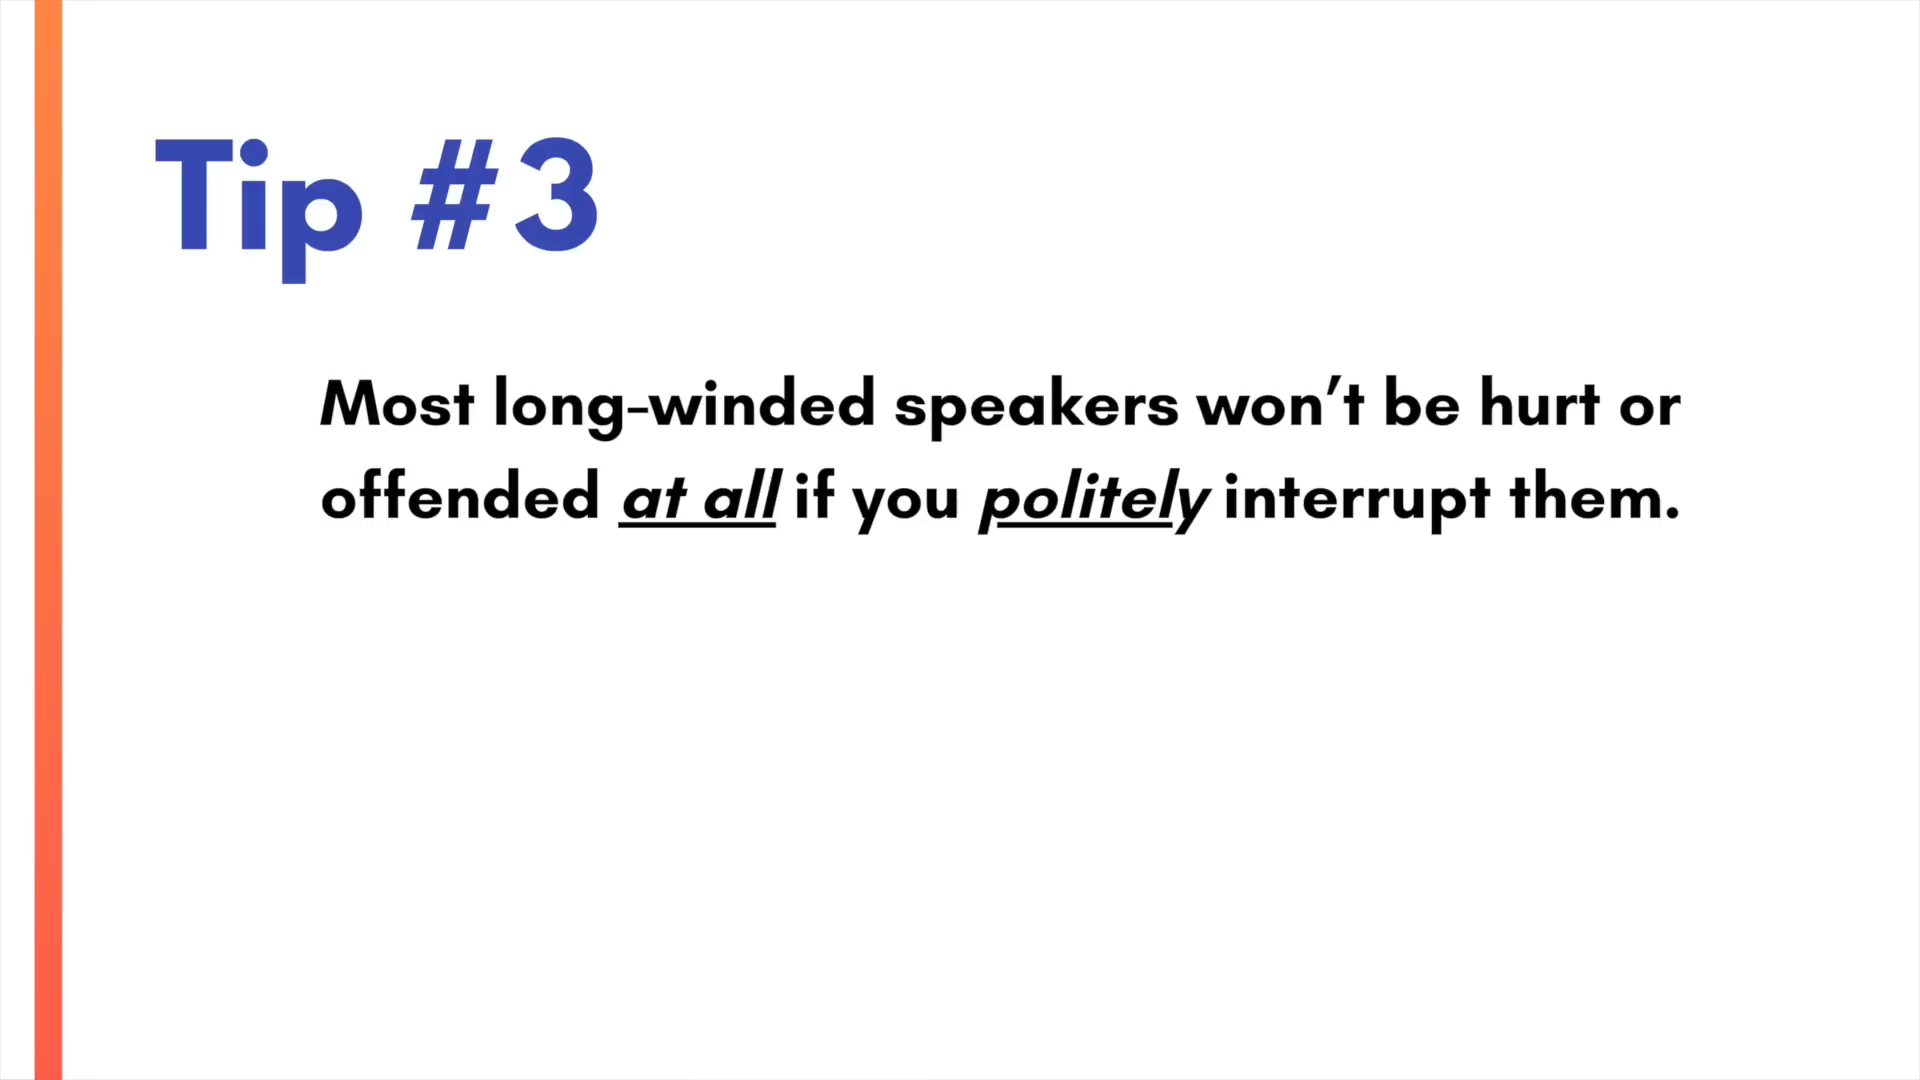 Tip #3
Most long-winded speakers won’t be hurt or
offended at all if you politely interrupt them.